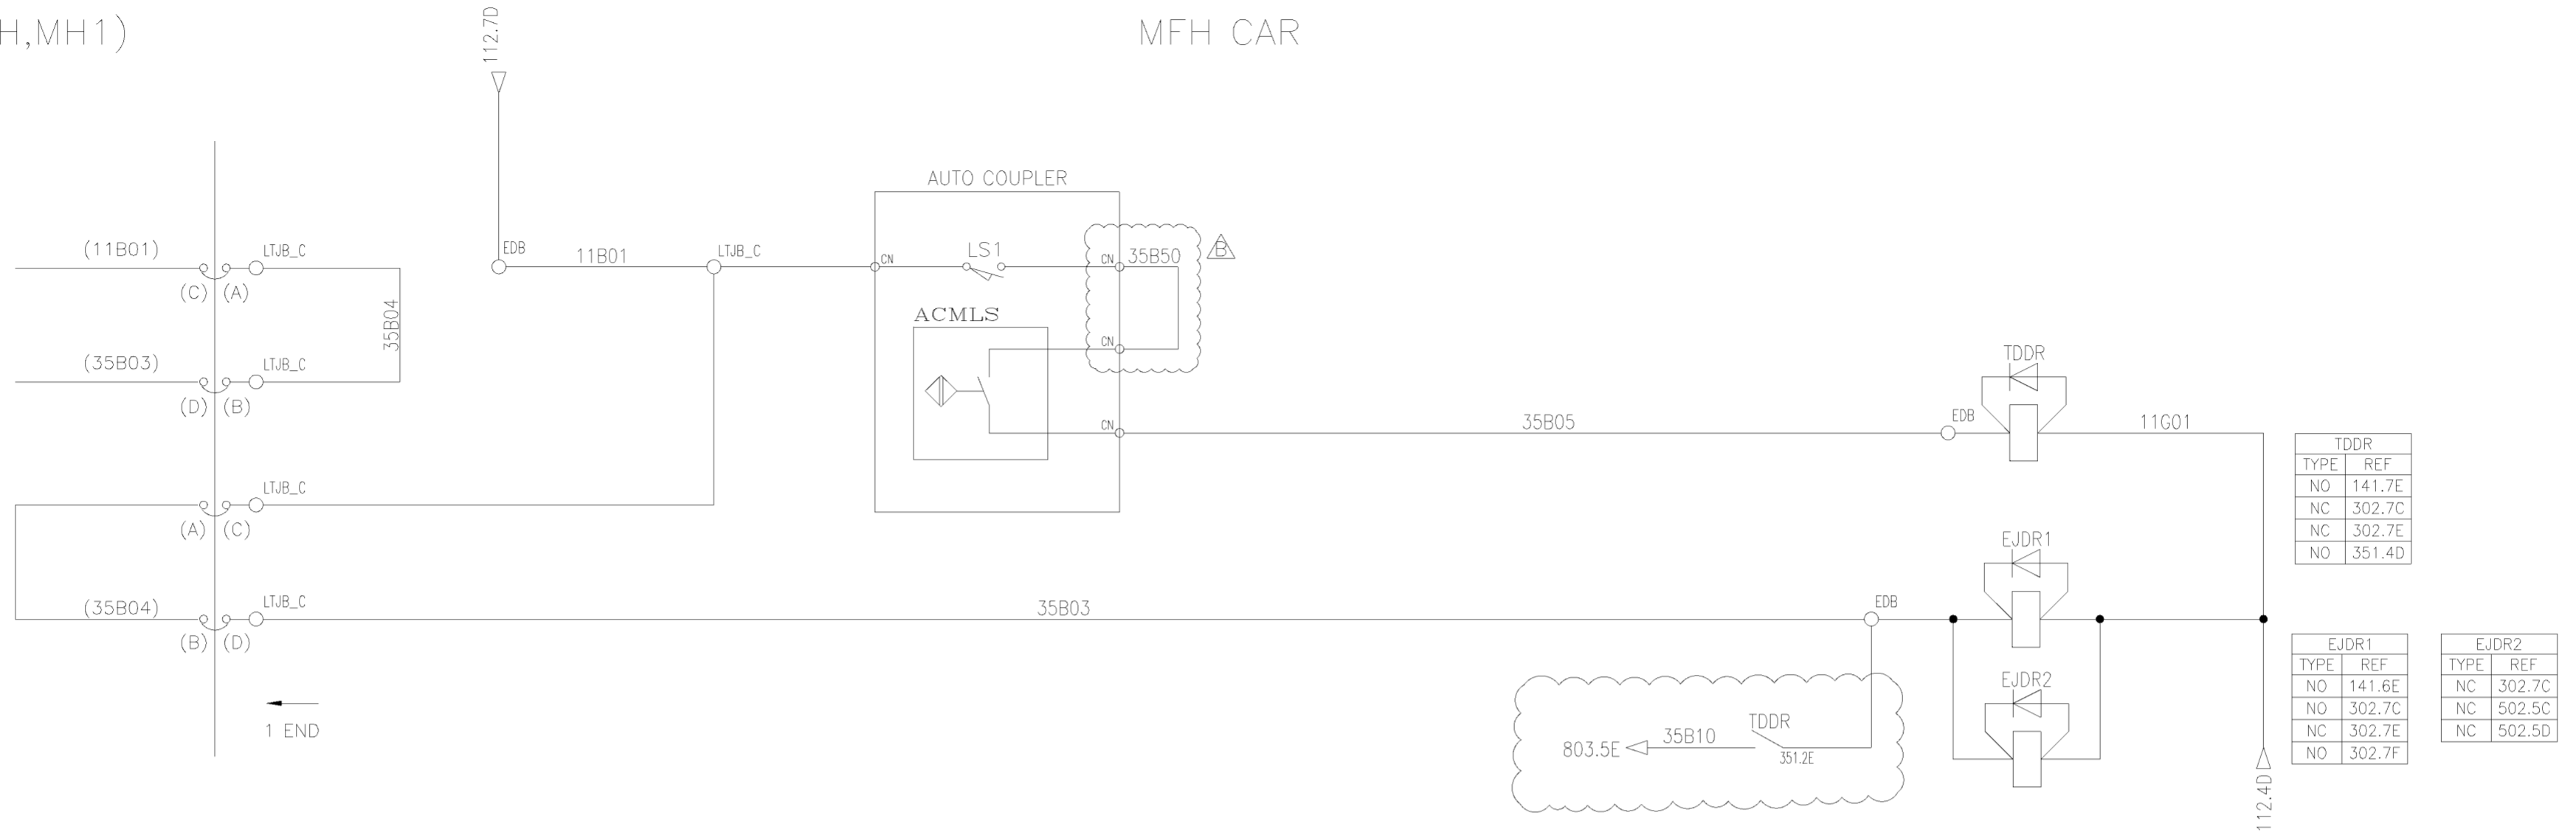 H,MH1)
MFH CAR
112.7D
AUTO COUPLER
(11B01)
LTJB_C
(C) (A)
35B04
(35B03)
LTJB_C
(D) (B)
LTJB_C
(A) (C)
(35B04)
LTJB_C
(B) (D)
1 END
EDB
11B01
LTJB_C
CN
LS1
CN
35B50
B
ACMLS
CN
CN
35B05
EDB
TDDR
11G01
35B03
EDB
EJDR1
EJDR2
803.5E
35B10
TDDR
351.2E
112.4D
TDDR
TYPE REF
NO 141.7E
NC 302.7C
NC 302.7E
NO 351.4D
EJDR1
TYPE REF
NO 141.6E
NO 302.7C
NC 302.7E
NO 302.7F
EJDR2
TYPE REF
NC 302.7C
NC 502.5C
NC 502.5D